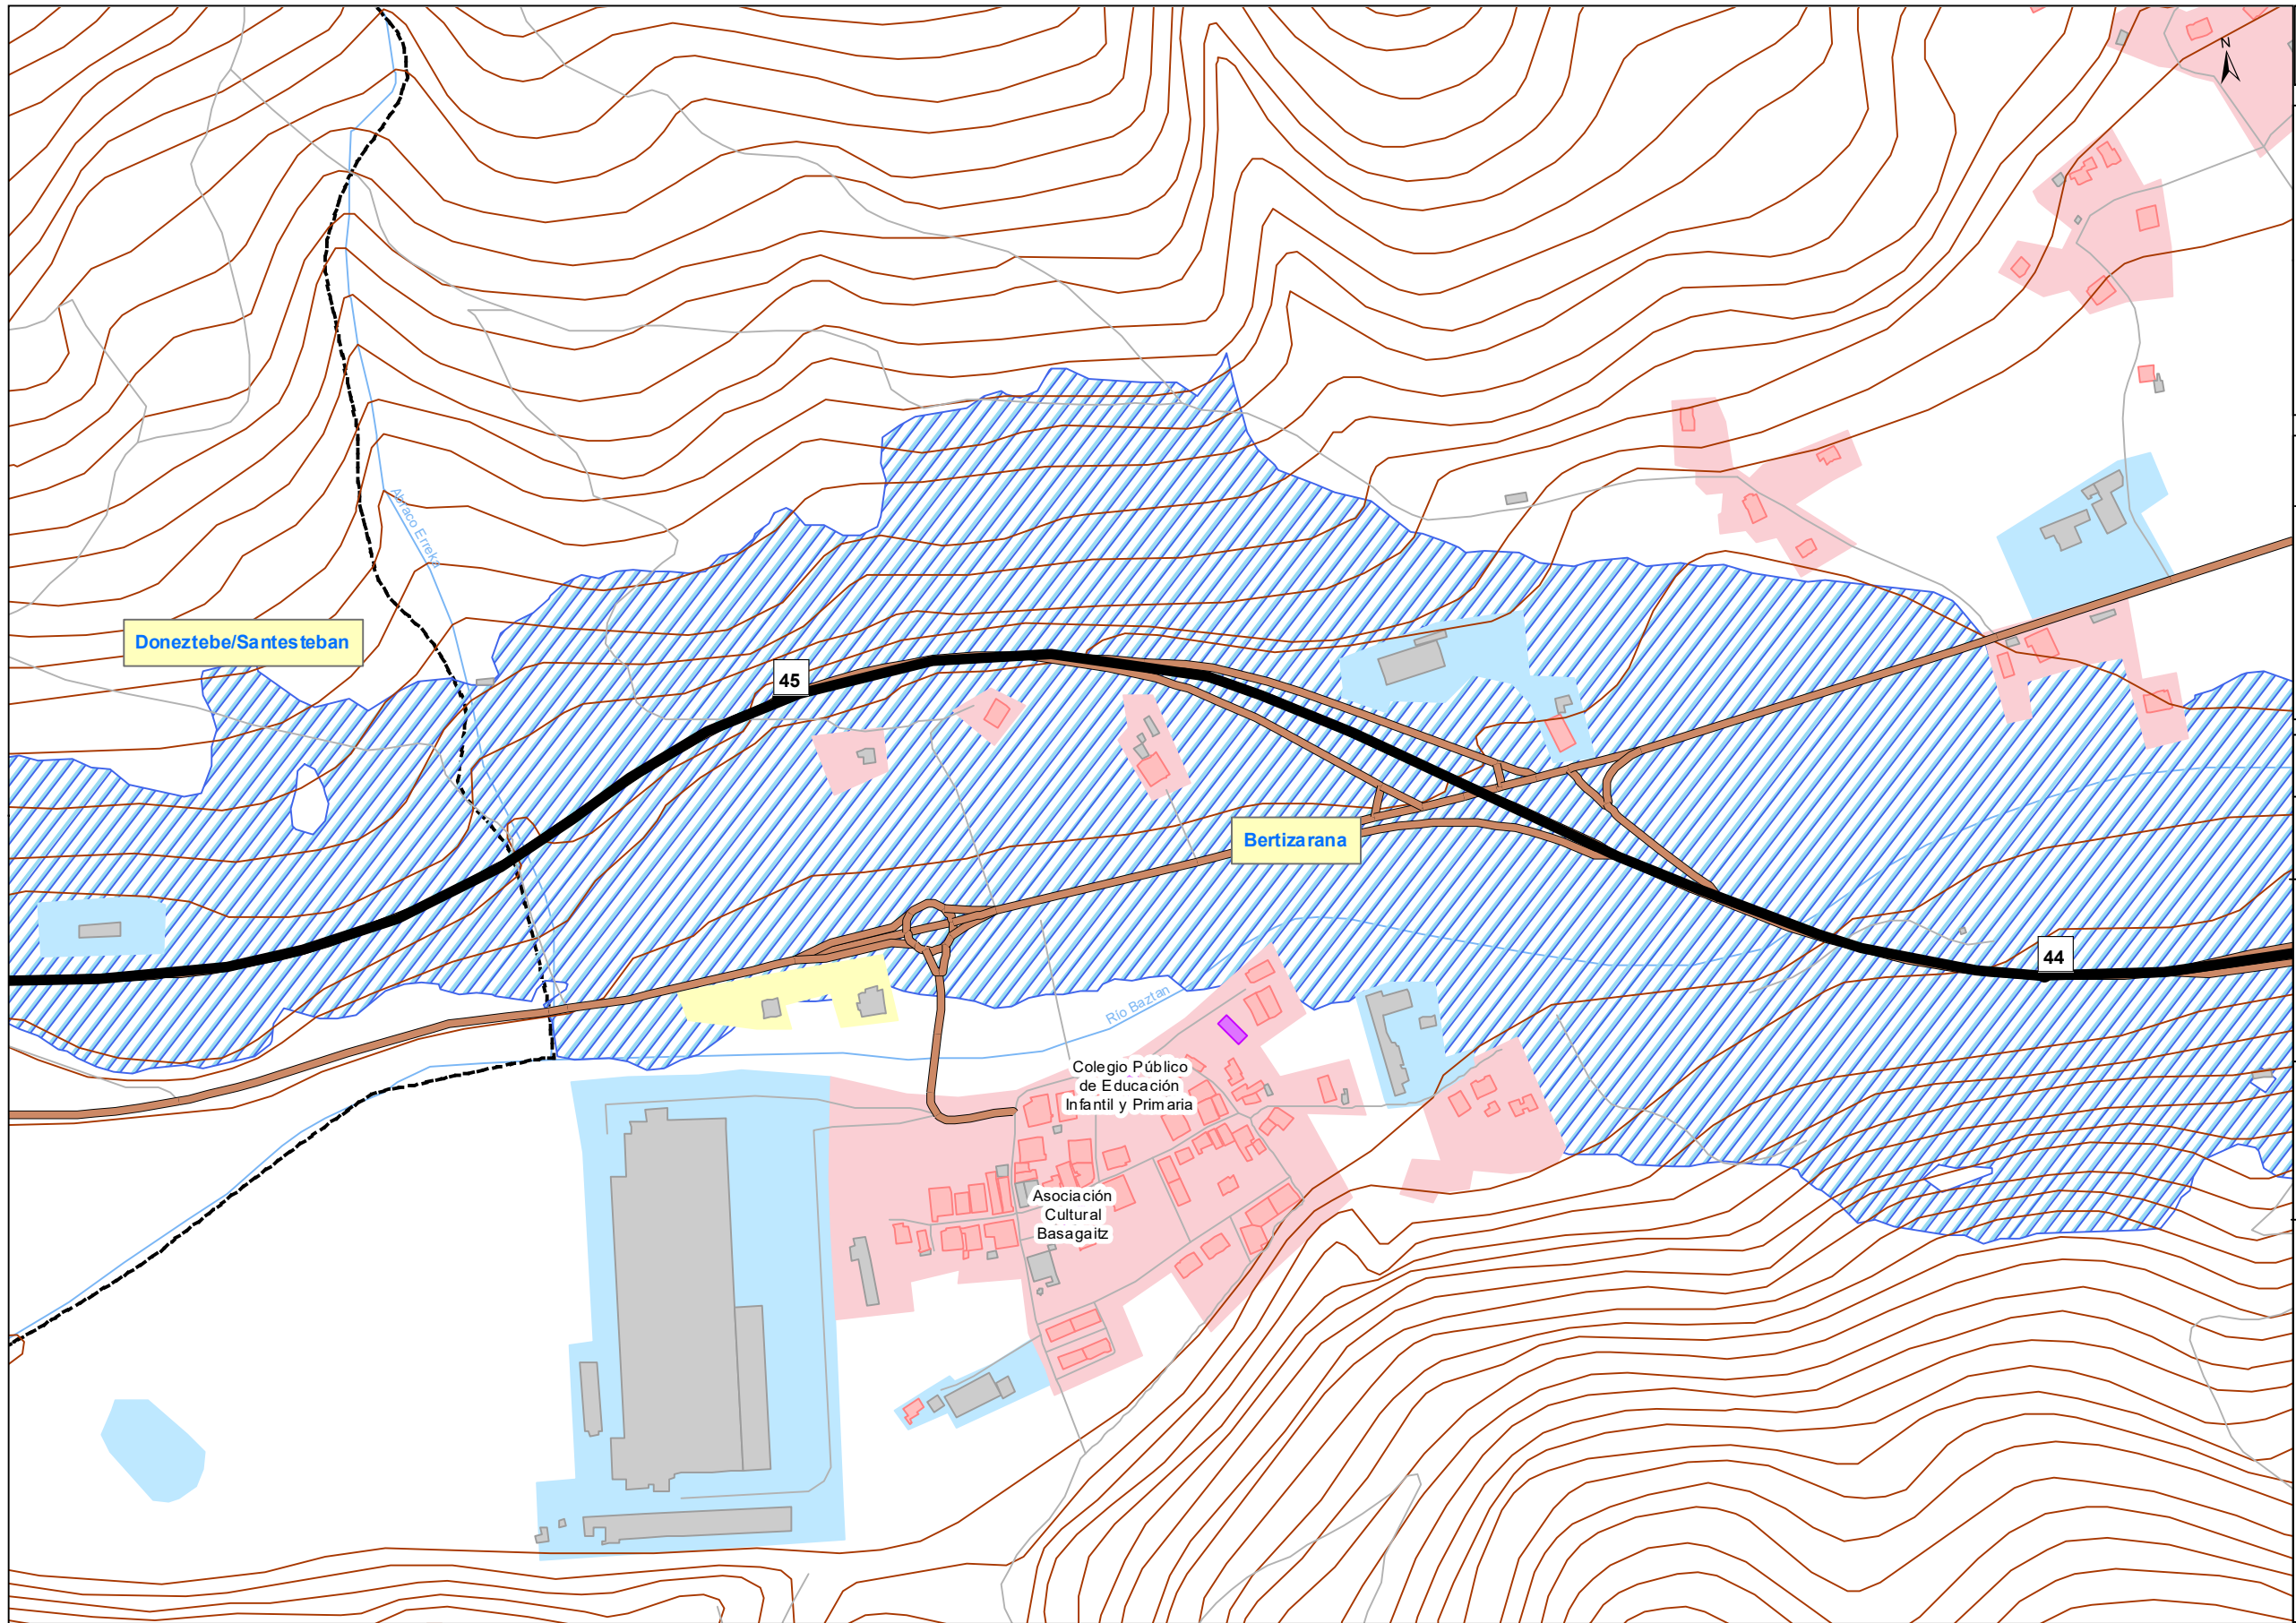 N
Abraco Erreka
Doneztebe/Santesteban
45
Bertizarana
44
Río Baztan
Colegio Público
de Educación
Infantil y Primaria
Asociación
Cultural
Basagaitz